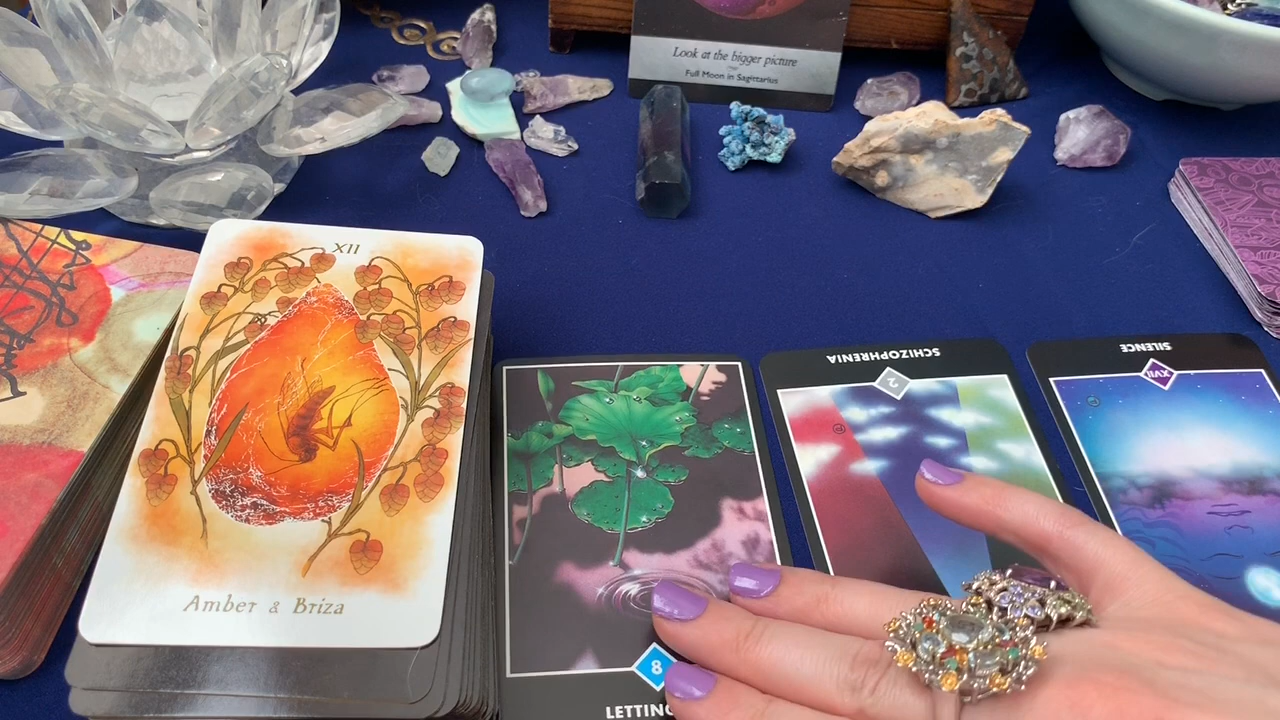 Look at the bigger picture
Full Moon in Sagittarius
XII
Amber & Briza
8
LETTING
2
SCHIZOPHRENIA
XVII
SILENCE